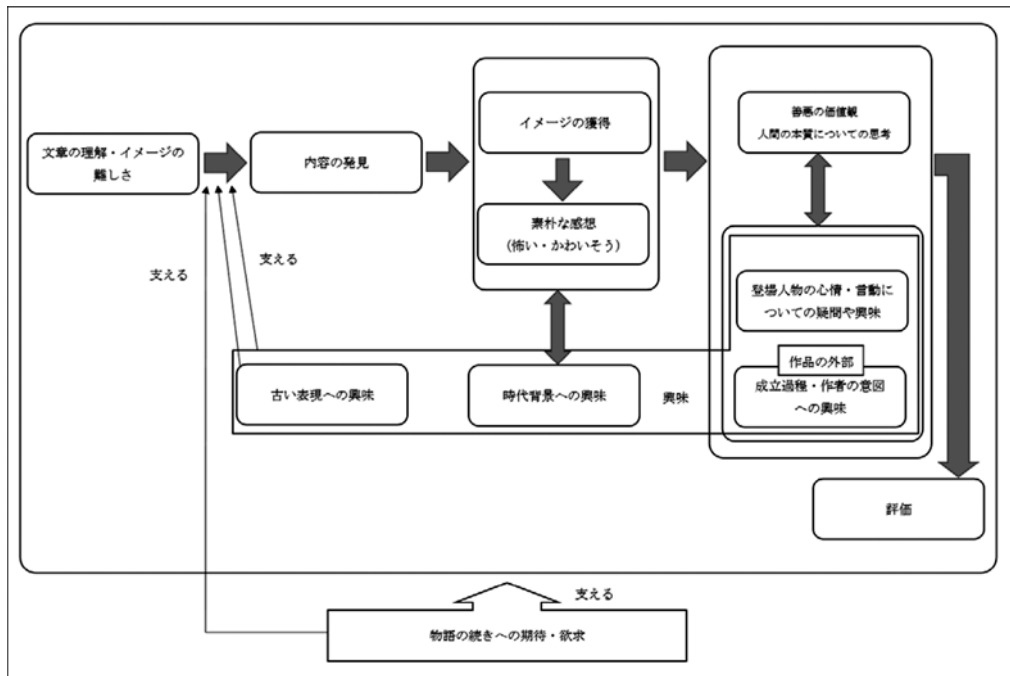 文章の理解・イメージの
難しさ
内容の発見
イメージの獲得
素朴な感想
(怖い・かわいそう)
善悪の価値観
人間の本質についての思考
支える
支える
登場人物の心情・言動に
ついての疑問や興味
作品の外部
成立過程・作者の意図
への興味
古い表現への興味
時代背景への興味
興味
評価
支える
物語の続きへの期待・欲求